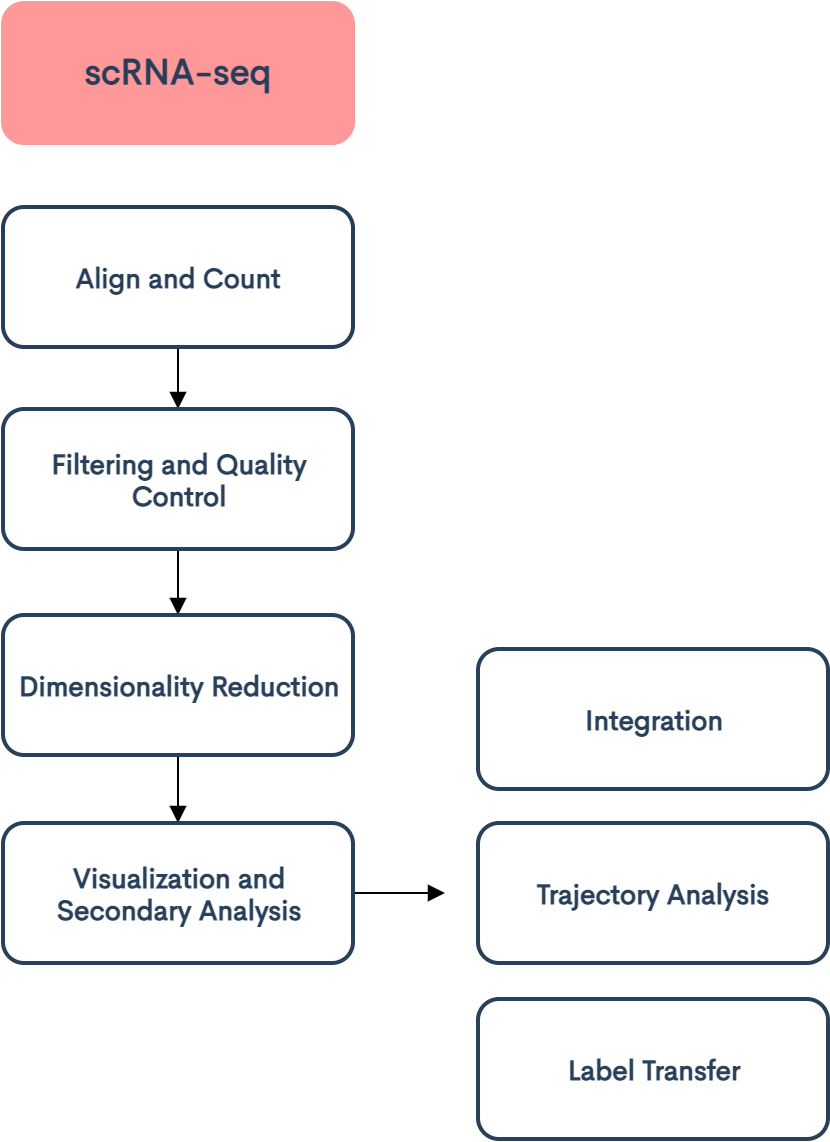 scRNA-seq
Align and Count
Filtering and Quality
Control
Dimensionality Reduction
Visualization and
Secondary Analysis
Integration
Trajectory Analysis
Label Transfer